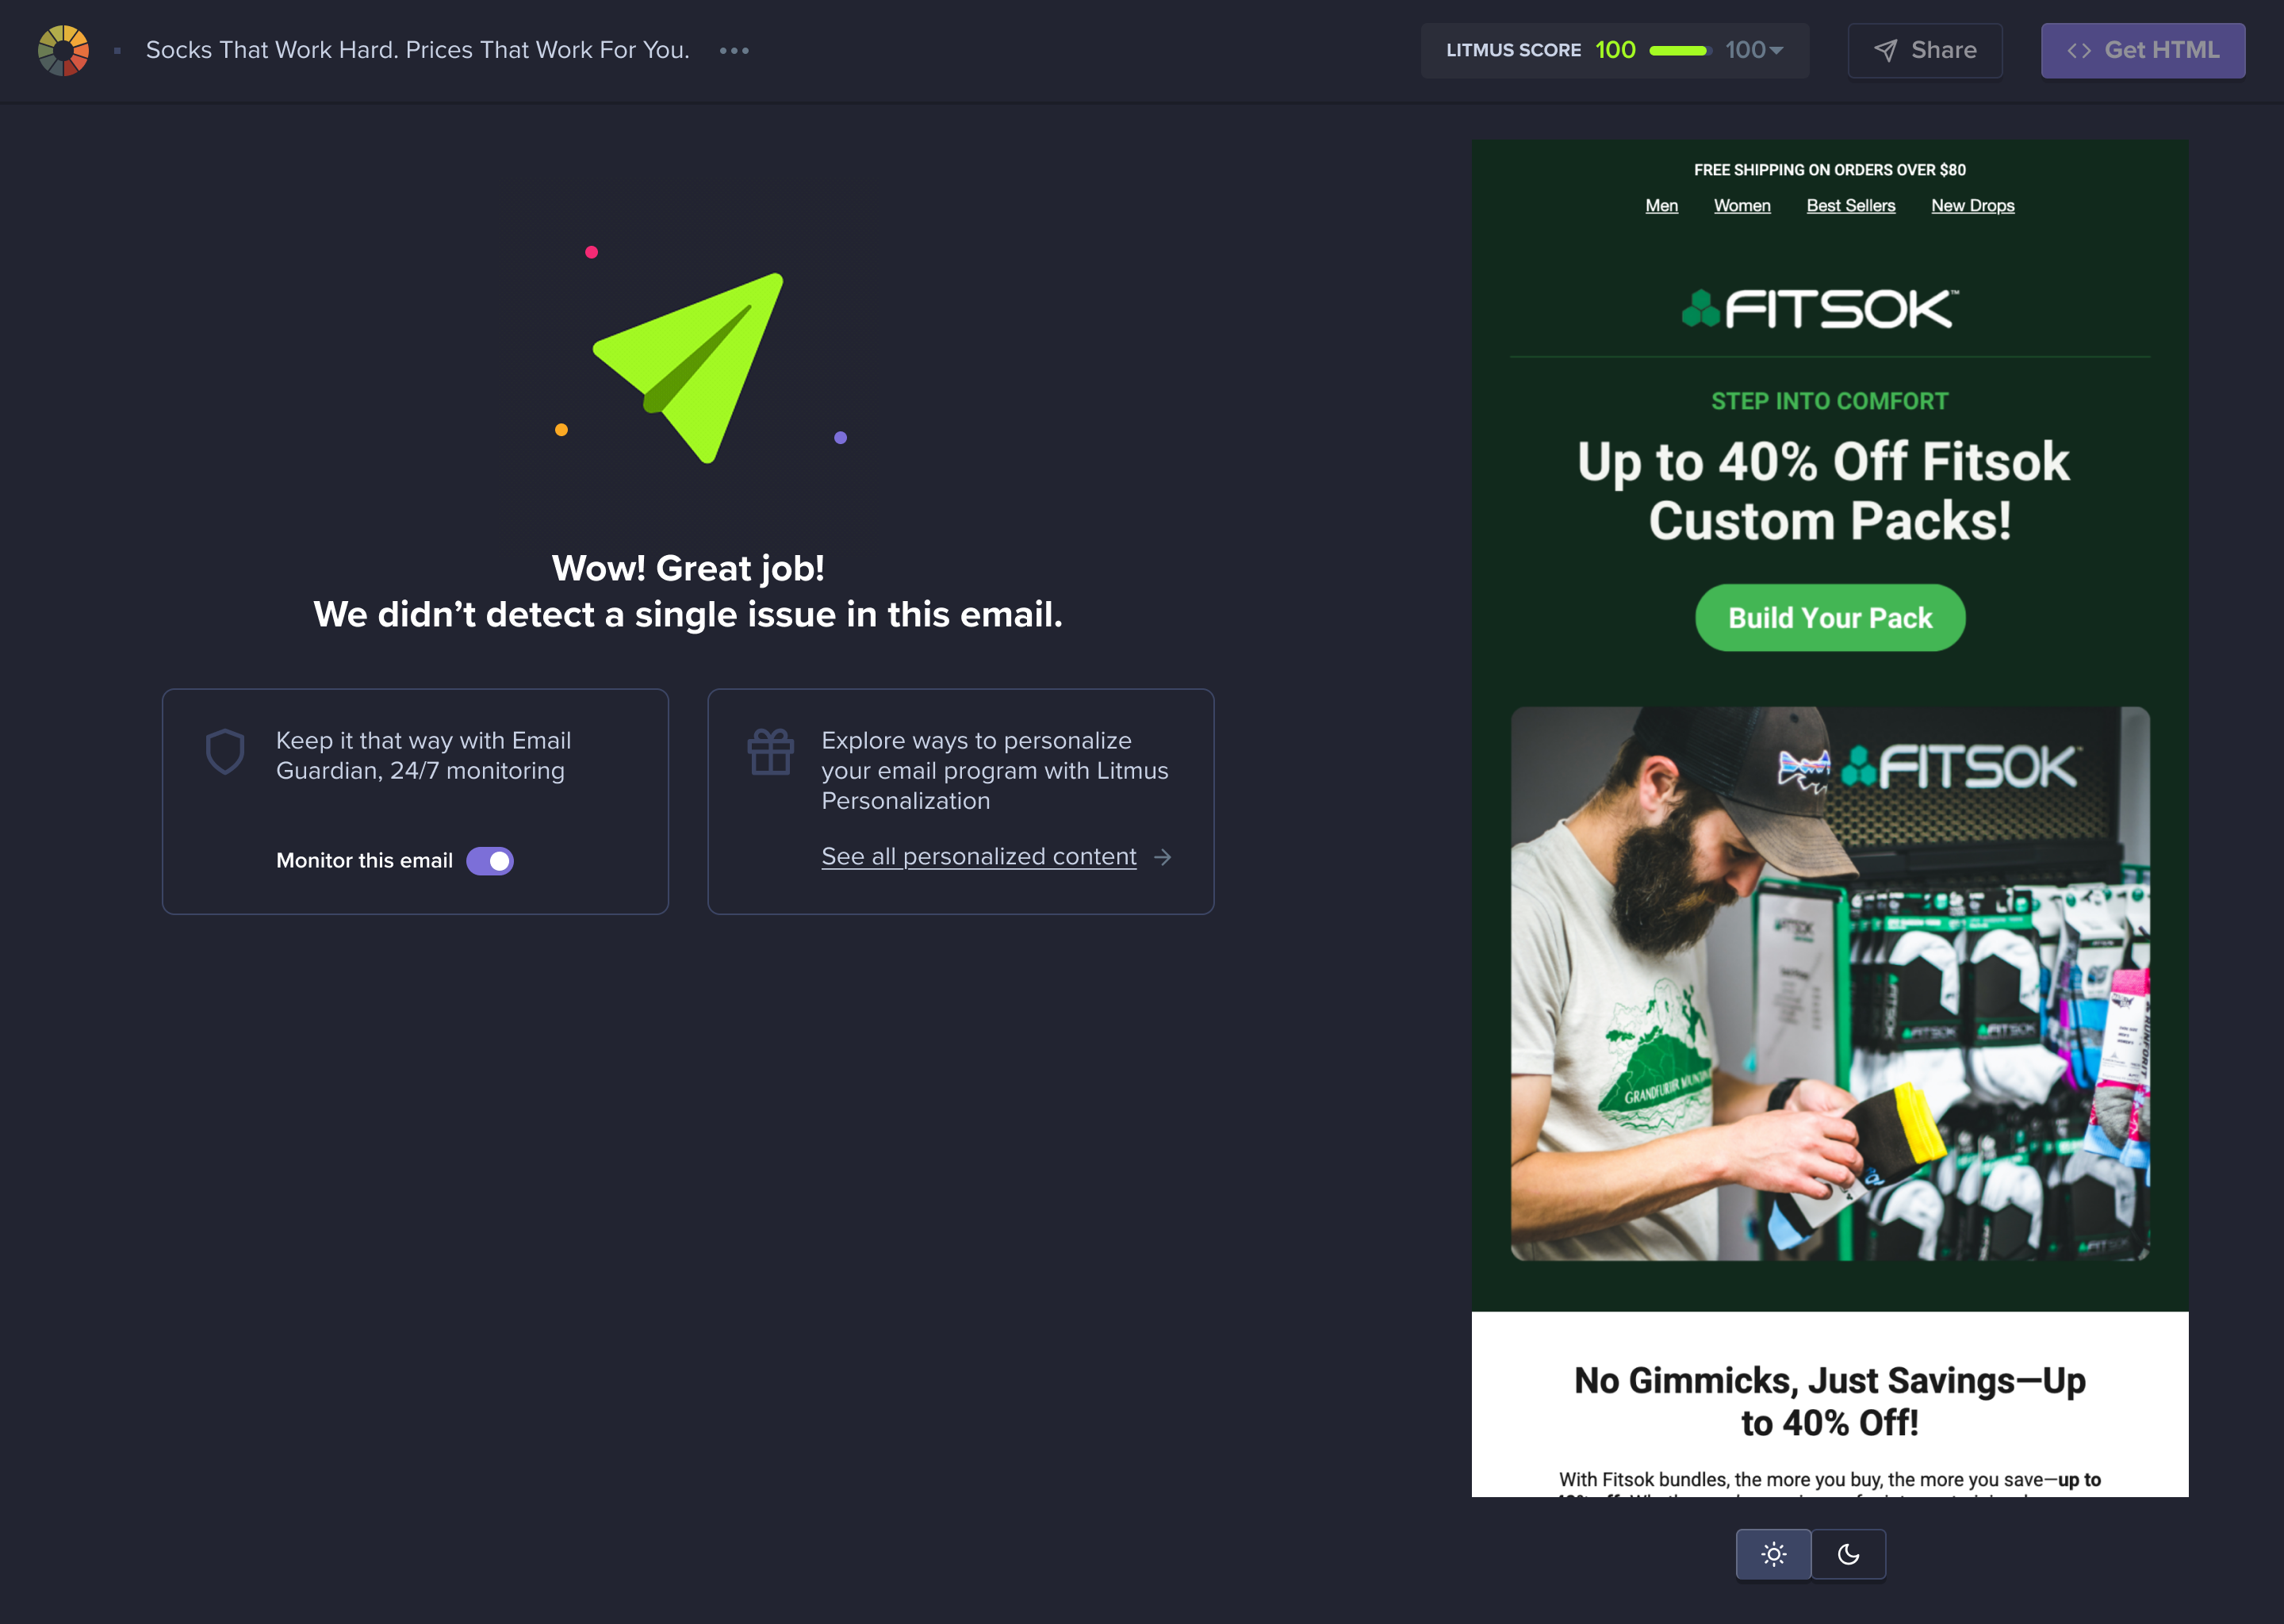 Socks That Work Hard. Prices That Work For You.
LITMUS SCORE 100 100
Share
Get HTML
Wow! Great job!
We didn’t detect a single issue in this email.
Keep it that way with Email
Guardian, 24/7 monitoring
Monitor this email
Explore ways to personalize
your email program with Litmus
Personalization
See all personalized content
FREE SHIPPING ON ORDERS OVER $80
Men Women Best Sellers New Drops
FITSOK™
STEP INTO COMFORT
Up to 40% Off Fitsok
Custom Packs!
Build Your Pack
FITSOK
FITSOK
GRANDFATHER MOUNTAIN
FITSOK FITSOK
No Gimmicks, Just Savings—Up
to 40% Off!
With Fitsok bundles, the more you buy, the more you save—up to